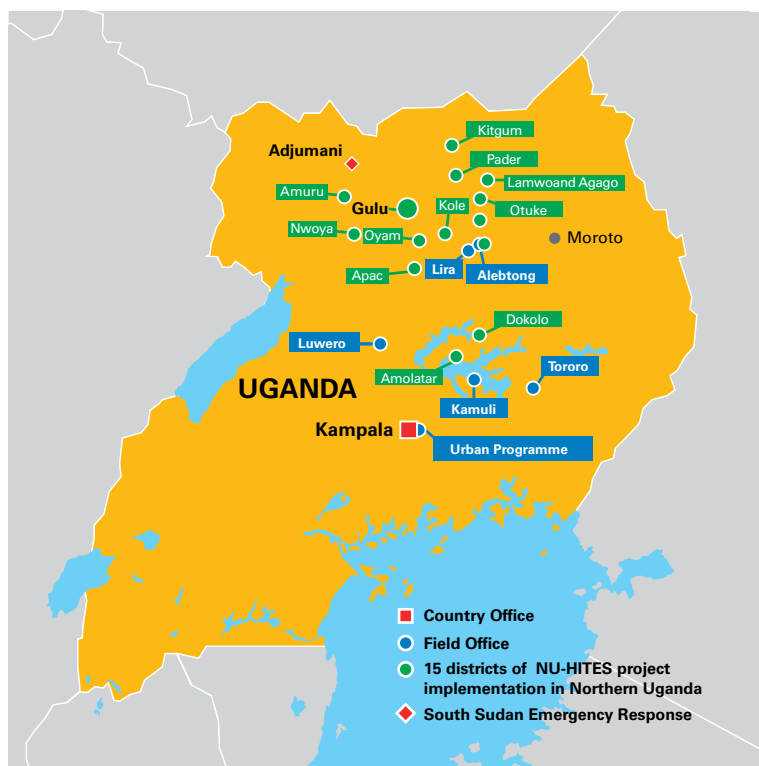 Kitgum
Adjumani
Pader
Lamwoand Agago
Amuru
Gulu
Kole
Otuke
Nwoya
Oyam
Moroto
Apac
Lira
Alebtong
Dokolo
Luwero
Tororo
Amolatar
UGANDA
Kamuli
Kampala
Urban Programme
Country Office
Field Office
15 districts of NU-HITES project
implementation in Northern Uganda
South Sudan Emergency Response